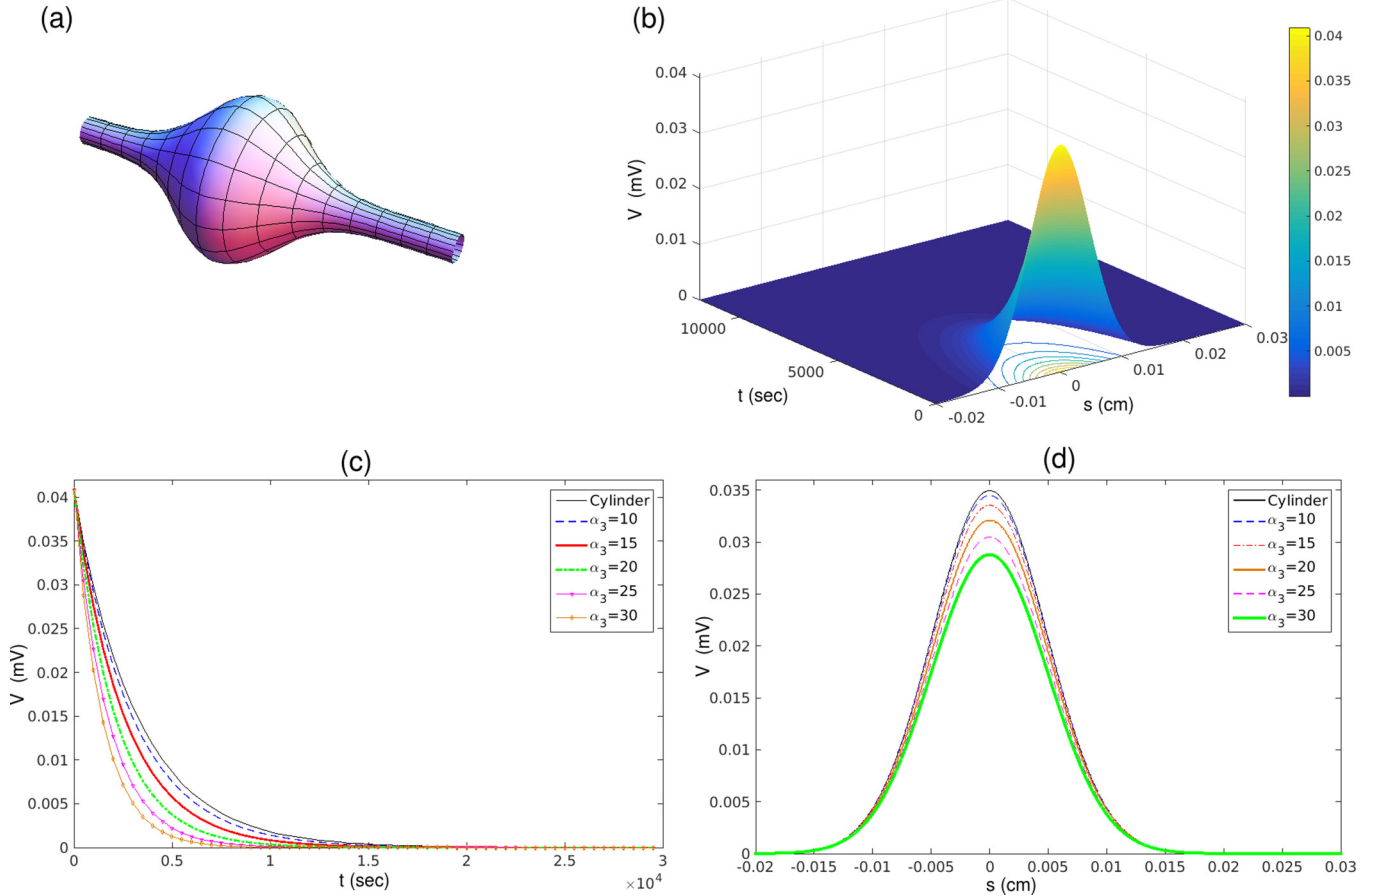 (a)
(b)
0.04
0.03
0.02
0.01
0
V (mV)
10000
5000
0
t (sec)
-0.02
-0.01
0
0.01
0.02
0.03
s (cm)
0.04
0.035
0.03
0.025
0.02
0.015
0.01
0.005
(c)
0.04
0.035
0.03
0.025
0.02
0.015
0.01
0.005
0
V (mV)
Cylinder
α3=10
α3=15
α3=20
α3=25
α3=30
0
0.5
1
1.5
2
2.5
3
t (sec)
×10^4
(d)
0.035
0.03
0.025
0.02
0.015
0.01
0.005
0
V (mV)
Cylinder
α3=10
α3=15
α3=20
α3=25
α3=30
-0.02
-0.015
-0.01
-0.005
0
0.005
0.01
0.015
0.02
0.025
0.03
s (cm)